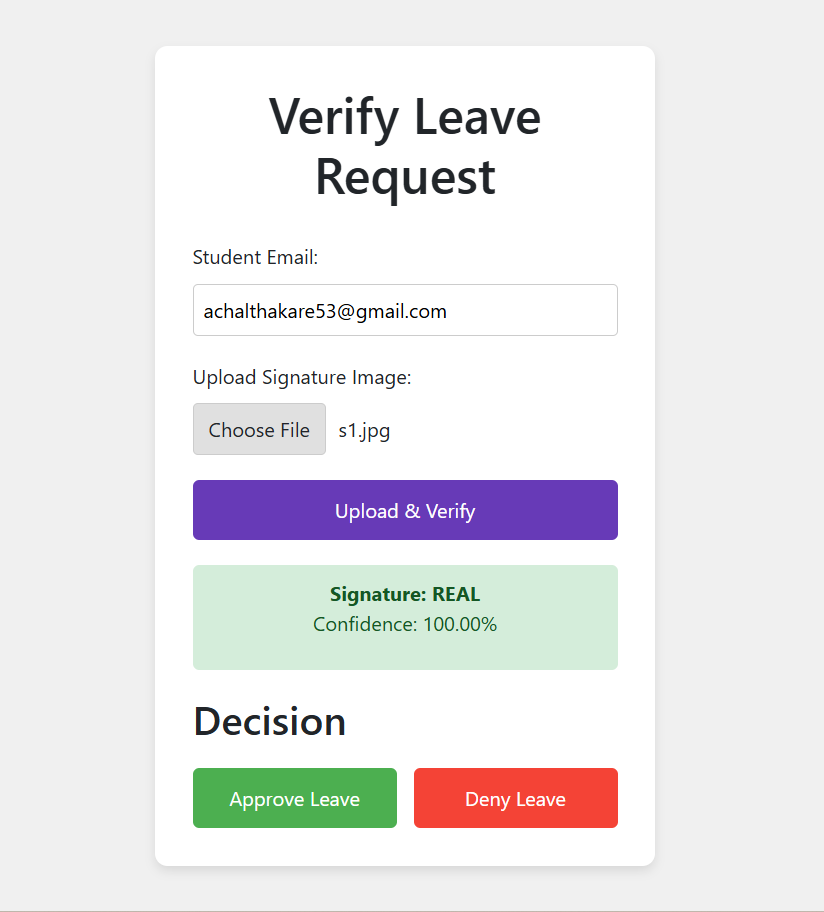 Verify Leave
Request
Student Email:
achalthakare53@gmail.com
Upload Signature Image:
Choose File s1.jpg
Upload & Verify
Signature: REAL
Confidence: 100.00%
Decision
Approve Leave Deny Leave